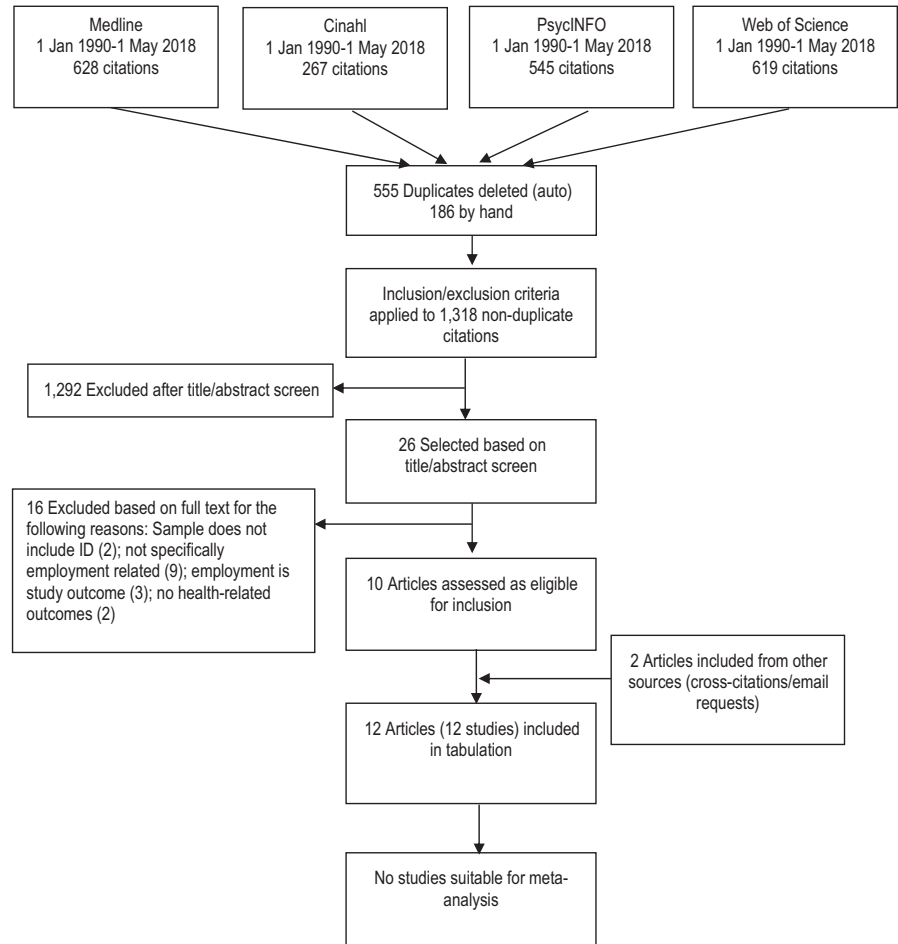 Medline
1 Jan 1990-1 May 2018
628 citations
Cinahl
1 Jan 1990-1 May 2018
267 citations
PsycINFO
1 Jan 1990-1 May 2018
545 citations
Web of Science
1 Jan 1990-1 May 2018
619 citations
555 Duplicates deleted (auto)
186 by hand
Inclusion/exclusion criteria
applied to 1,318 non-duplicate
citations
1,292 Excluded after title/abstract screen
26 Selected based on
title/abstract screen
16 Excluded based on full text for the
following reasons: Sample does not
include ID (2); not specifically
employment related (9); employment is
study outcome (3); no health-related
outcomes (2)
10 Articles assessed as eligible
for inclusion
2 Articles included from other
sources (cross-citations/email
requests)
12 Articles (12 studies) included
in tabulation
No studies suitable for meta-
analysis